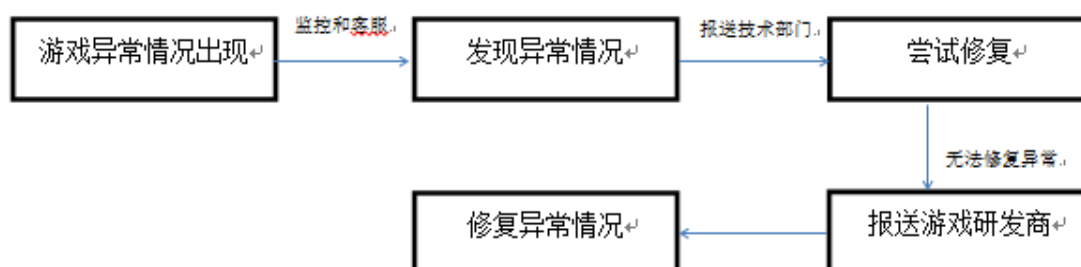 游戏异常情况出现
监控和客服
发现异常情况
报送技术部门
尝试修复
无法修复异常
修复异常情况
报送游戏研发商